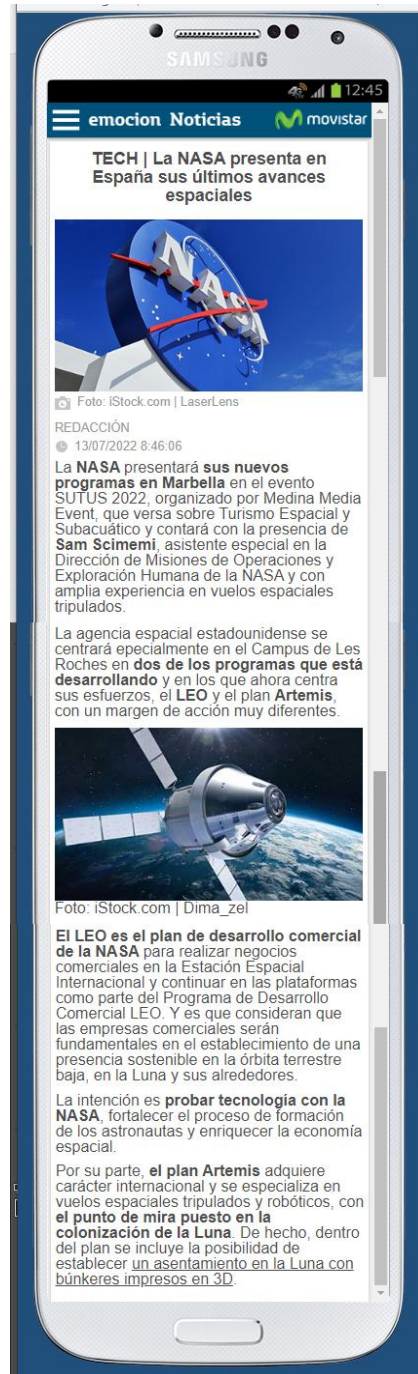 SAMSUNG
12:45
emocion Noticias
movistar
TECH | La NASA presenta en
España sus últimos avances
espaciales
NASA
Foto: iStock.com | LaserLens
REDACCIÓN
13/07/2022 8:46:06
La NASA presentará sus nuevos
programas en Marbella en el evento
SUTUS 2022, organizado por Medina Media
Event, que versa sobre Turismo Espacial y
Subacuático y contará con la presencia de
Sam Scimemi, asistente especial en la
Dirección de Misiones de Operaciones y
Exploración Humana de la NASA y con
amplia experiencia en vuelos espaciales
tripulados.
La agencia espacial estadounidense se
centrará epecialmente en el Campus de Les
Roches en dos de los programas que está
desarrollando y en los que ahora centra
sus esfuerzos, el LEO y el plan Artemis,
con un margen de acción muy diferentes.
Foto: iStock.com | Dima_zel
El LEO es el plan de desarrollo comercial
de la NASA para realizar negocios
comerciales en la Estación Espacial
Internacional y continuar en las plataformas
como parte del Programa de Desarrollo
Comercial LEO. Y es que consideran que
las empresas comerciales serán
fundamentales en el establecimiento de una
presencia sostenible en la órbita terrestre
baja, en la Luna y sus alrededores.
La intención es probar tecnología con la
NASA, fortalecer el proceso de formación
de los astronautas y enriquecer la economía
espacial.
Por su parte, el plan Artemis adquiere
carácter internacional y se especializa en
vuelos espaciales tripulados y robóticos, con
el punto de mira puesto en la
colonización de la Luna. De hecho, dentro
del plan se incluye la posibilidad de
establecer un asentamiento en la Luna con
búnkeres impresos en 3D.